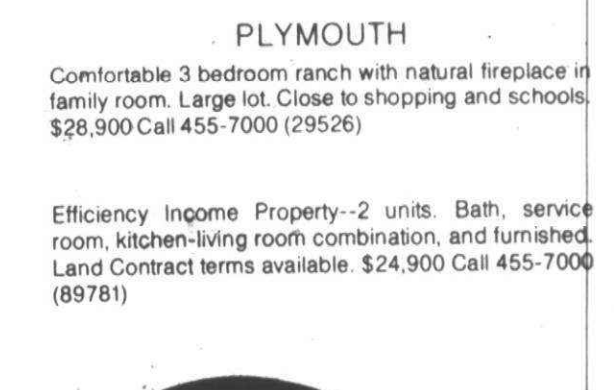 PLYMOUTH
Comfortable 3 bedroom ranch with natural fireplace in
family room. Large lot. Close to shopping and schools.
$28,900 Call 455-7000 (29526)
Efficiency Income Property--2 units. Bath, service
room, kitchen-living room combination, and furnished.
Land Contract terms available. $24,900 Call 455-7000
(89781)